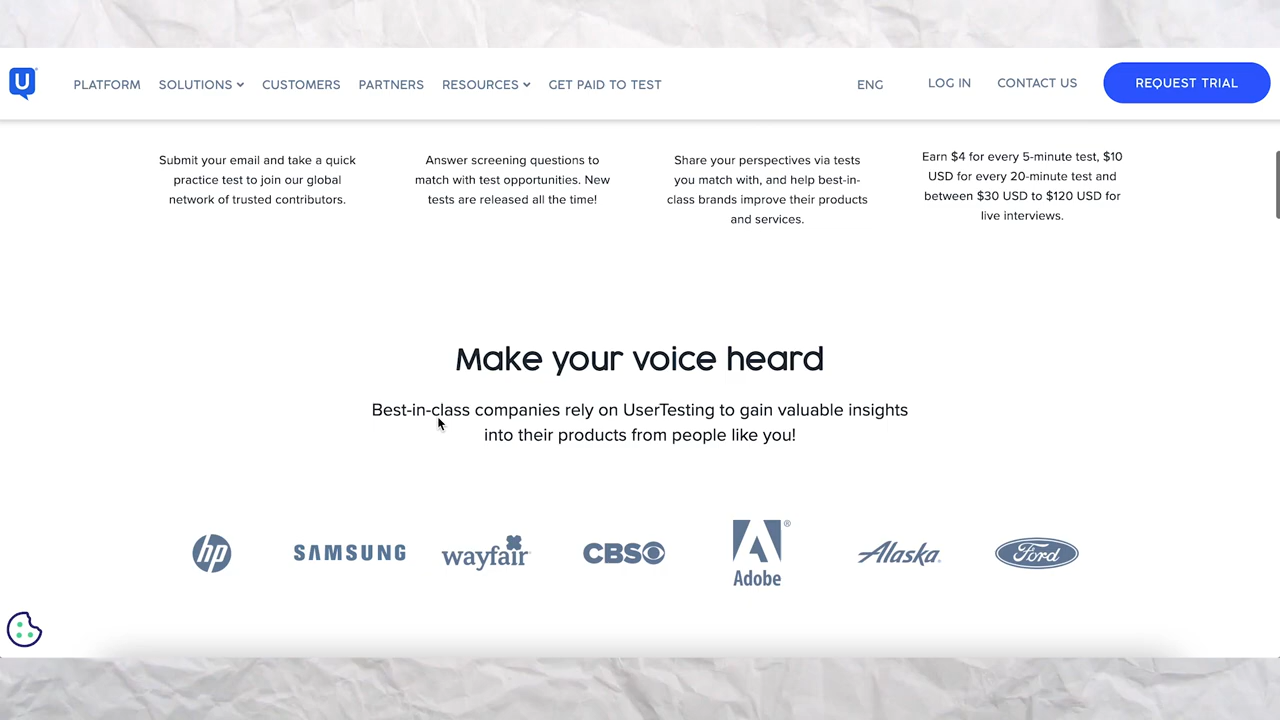 U
PLATFORM SOLUTIONS CUSTOMERS PARTNERS RESOURCES GET PAID TO TEST ENG LOG IN CONTACT US REQUEST TRIAL
Submit your email and take a quick
practice test to join our global
network of trusted contributors.
Answer screening questions to
match with test opportunities. New
tests are released all the time!
Share your perspectives via tests
you match with, and help best-in-
class brands improve their products
and services.
Earn $4 for every 5-minute test, $10
USD for every 20-minute test and
between $30 USD to $120 USD for
live interviews.
Make your voice heard
Best-in-class companies rely on UserTesting to gain valuable insights
into their products from people like you!
hp SAMSUNG wayfair CBS Adobe Alaska Ford